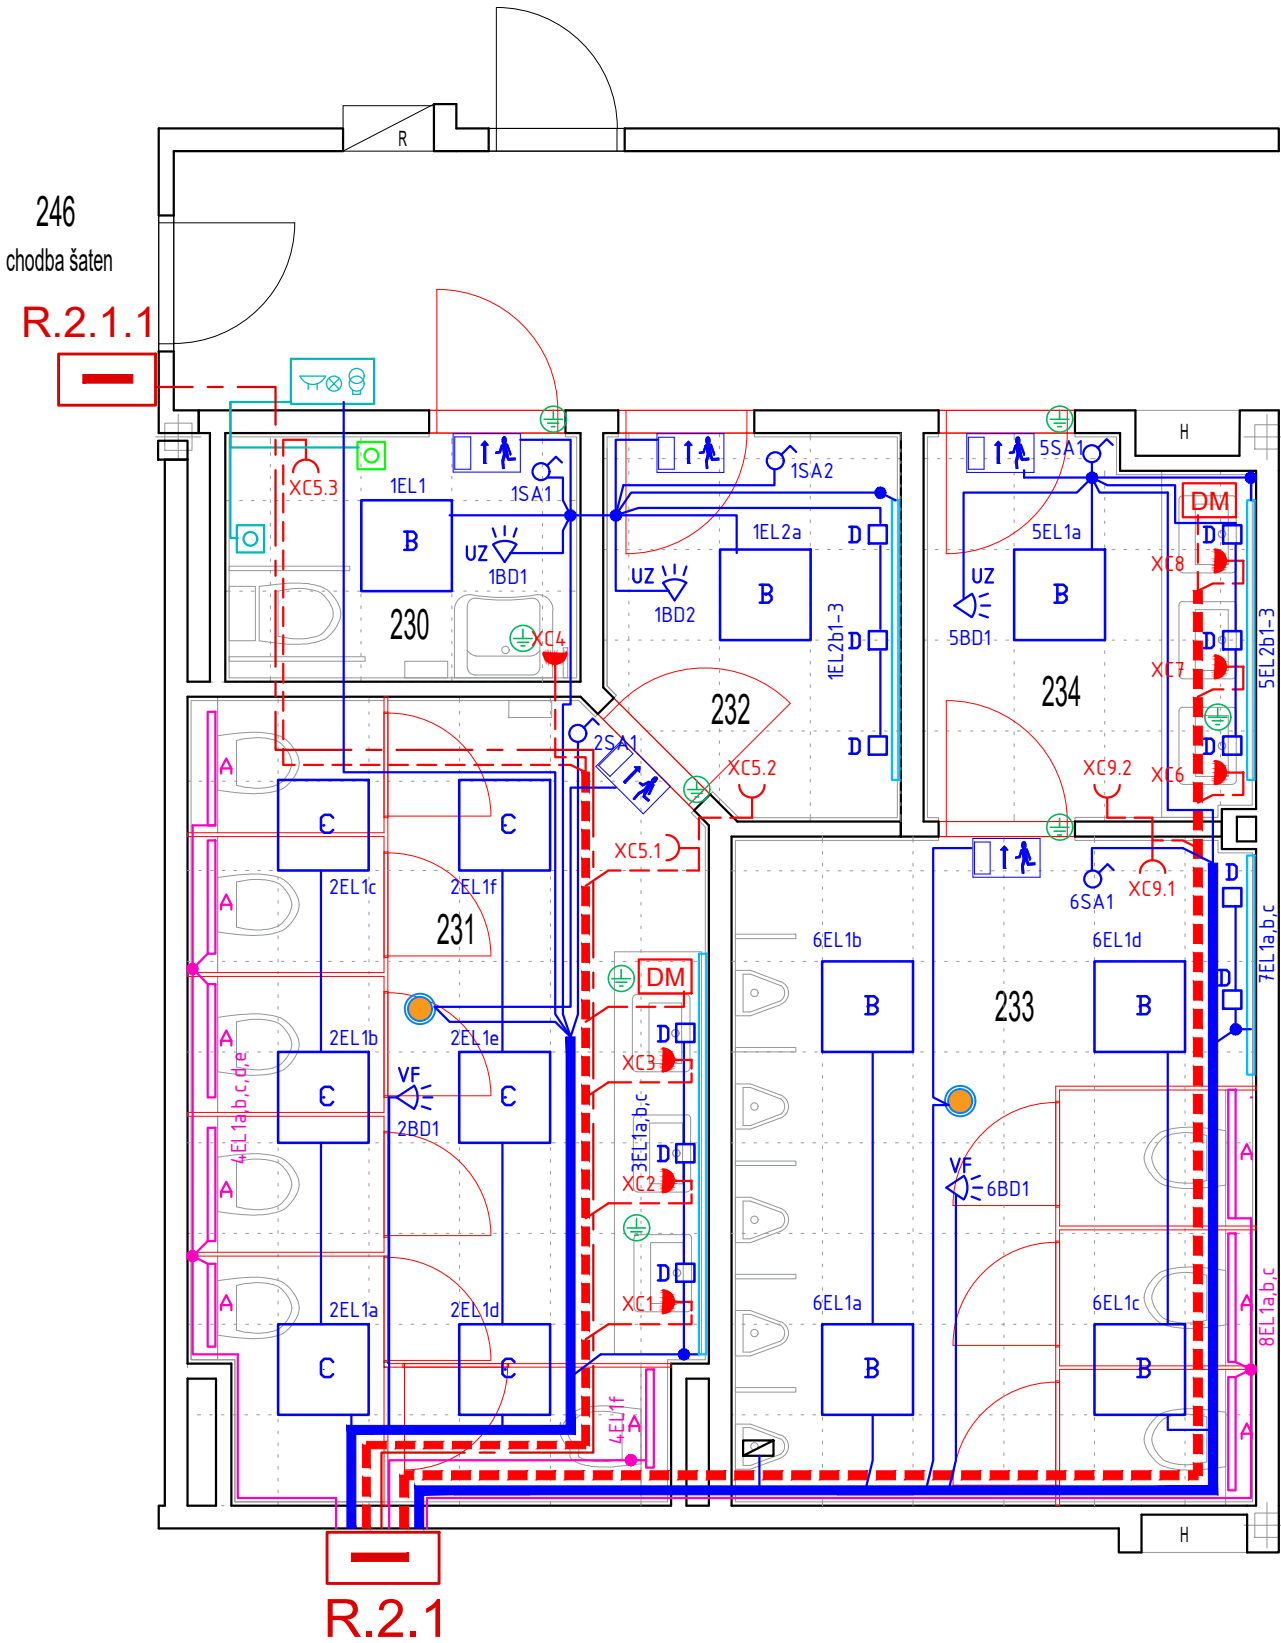 R
246
chodba šaten
R.2.1.1
H
XC5.3
1EL1
1SA1
B
UZ
1BD1
230
XC4
1SA2
1EL2a
D
UZ
B
1BD2
D
1EL2b1-3
232
D
5SA1
DM
5EL1a
D
XC8
UZ
B
5BD1
D
XC7
5EL2b1-3
234
D
XC6
2SA1
XC5.2
XC9.2
XC5.1
XC9.1
6SA1
A
C
C
2EL1c
2EL1f
A
231
D
7EL1a,b,c
D
6EL1b
6EL1d
B
B
233
DM
D
XC3
3EL1a,b,c
D
XC2
D
XC1
2EL1b
2EL1e
A
4EL1a,b,c,d,e
C
C
VF
2BD1
A
VF
6BD1
A
8EL1a,b,c
A
2EL1a
2EL1d
A
C
C
6EL1a
6EL1c
B
B
4EL1f
A
A
H
R.2.1